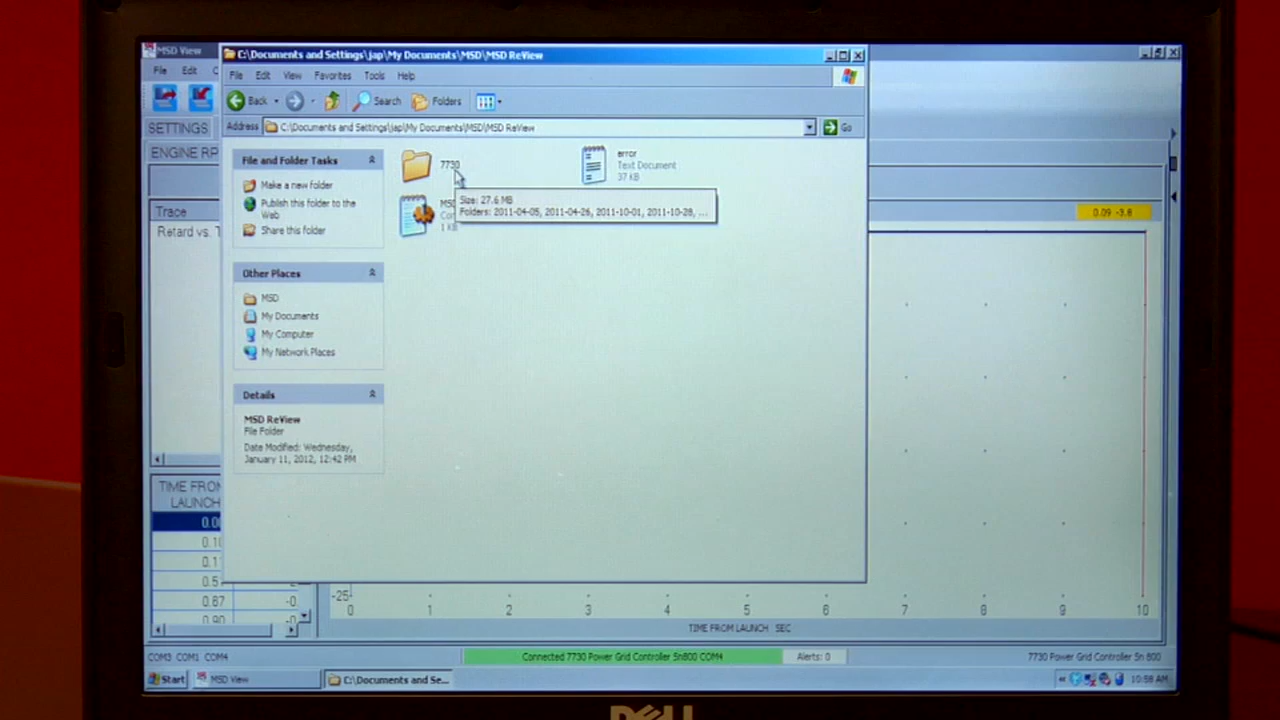 MSD View
C:\Documents and Settings\jap\My Documents\MSD\MSD ReView
File Edit
File Edit View Favorites Tools Help
Back Search Folders
SETTINGS
Address C:\Documents and Settings\jap\My Documents\MSD\MSD ReView Go
ENGINE RP
File and Folder Tasks
Make a new folder
Publish this folder to the
Web
Share this folder
7730
error
Text Document
37 KB
Size: 27.6 MB
Folders: 2011-04-05, 2011-04-26, 2011-10-01, 2011-10-28, ...
MSD
1 KB
Trace
Retard vs. T
0.09 -3.8
Other Places
MSD
My Documents
My Computer
My Network Places
Details
MSD ReView
File Folder
Date Modified: Wednesday,
January 11, 2012, 12:42 PM
TIME FROM
LAUNCH
0.00
0.10
0.1
0.5
0.87 -0
0.90 -0
-25
0 1 2 3 4 5 6 7 8 9 10
TIME FROM LAUNCH SEC
COM3 COM1 COM4
Connected 7730 Power Grid Controller Sn800 COM4
Alerts: 0
7730 Power Grid Controller Sn 800
Start MSD View C:\Documents and Se... 10:58 AM
DELL